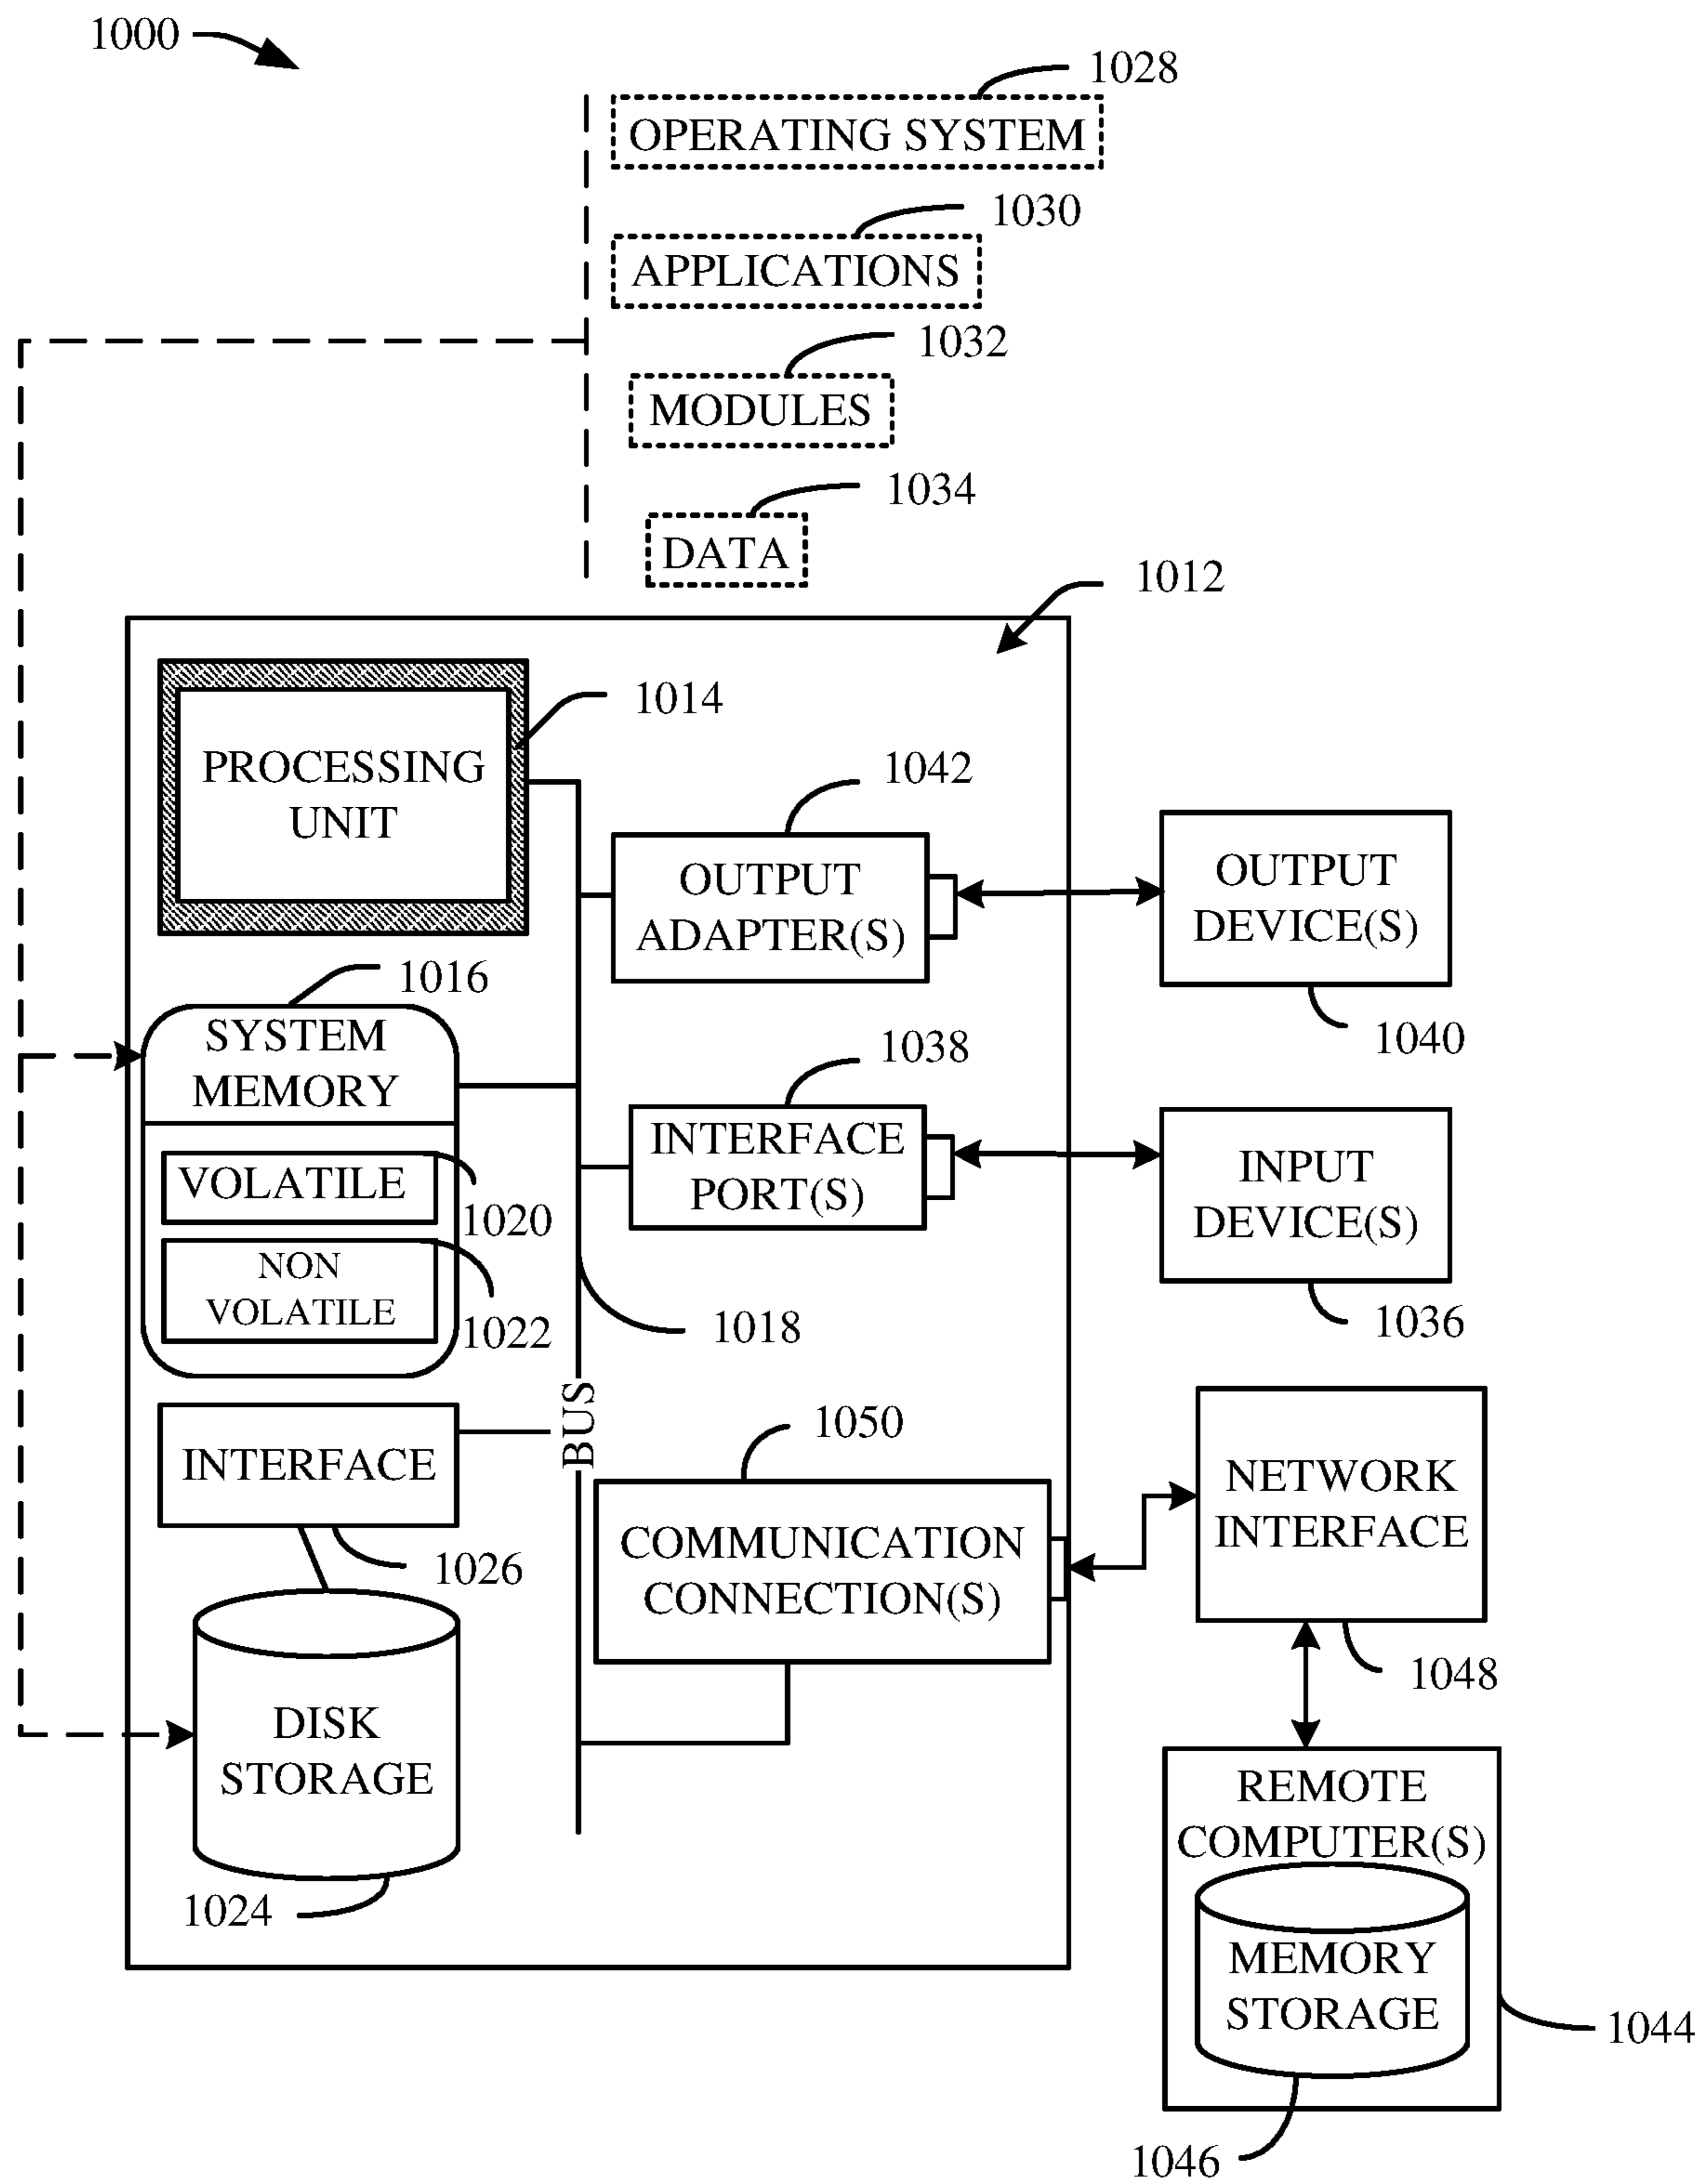 1000
1028
OPERATING SYSTEM
1030
APPLICATIONS
1032
MODULES
1034
DATA
1012
PROCESSING
UNIT
1014
1042
OUTPUT
ADAPTER(S)
OUTPUT
DEVICE(S)
1040
1016
SYSTEM
MEMORY
VOLATILE
1020
NON
VOLATILE
1022
1038
INTERFACE
PORT(S)
INPUT
DEVICE(S)
1036
1018
BUS
INTERFACE
1026
1050
COMMUNICATION
CONNECTION(S)
NETWORK
INTERFACE
1048
DISK
STORAGE
1024
REMOTE
COMPUTER(S)
MEMORY
STORAGE
1044
1046